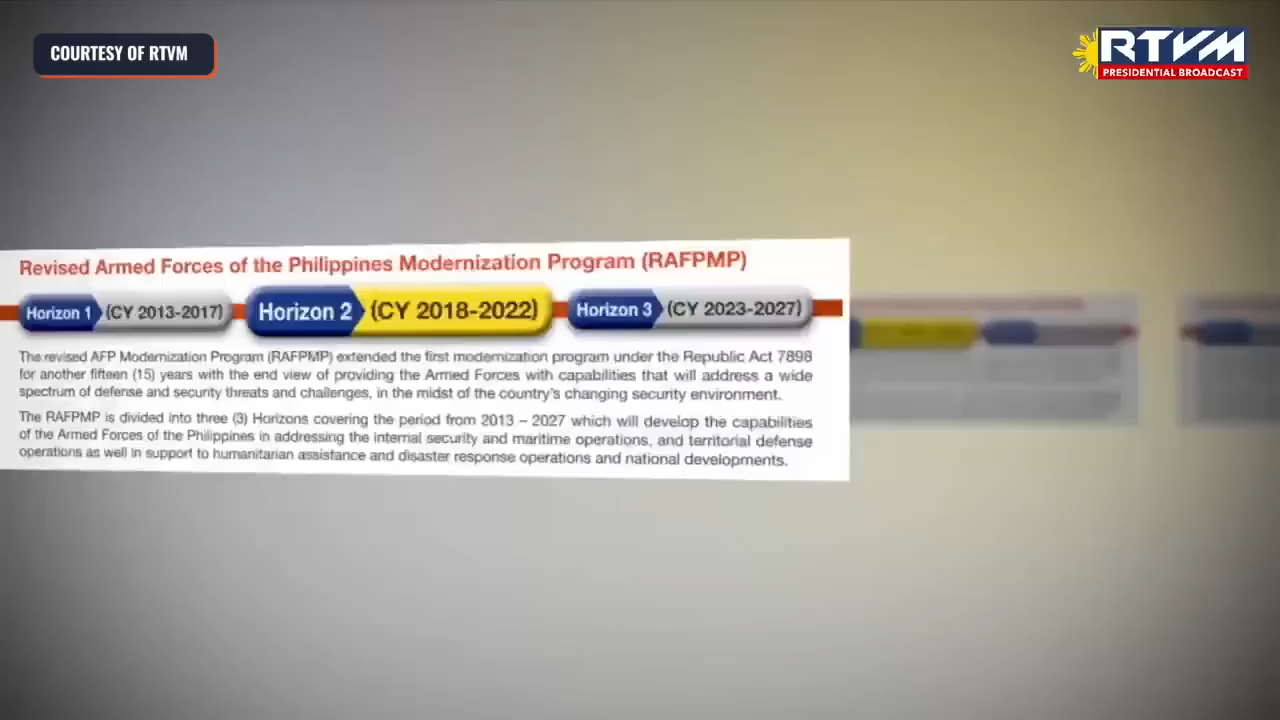 COURTESY OF RTVM
RTVM
PRESIDENTIAL BROADCAST
Revised Armed Forces of the Philippines Modernization Program (RAFPMP)
Horizon 1 (CY 2013-2017) Horizon 2 (CY 2018-2022) Horizon 3 (CY 2023-2027)
The revised AFP Modernization Program (RAFPMP) extended the first modernization program under the Republic Act 7898
for another fifteen (15) years with the end view of providing the Armed Forces with capabilities that will address a wide
spectrum of defense and security threats and challenges, in the midst of the country's changing security environment.
The RAFPMP is divided into three (3) Horizons covering the period from 2013 – 2027 which will develop the capabilities
of the Armed Forces of the Philippines in addressing the internal security and maritime operations, and territorial defense
operations as well in support to humanitarian assistance and disaster response operations and national developments.